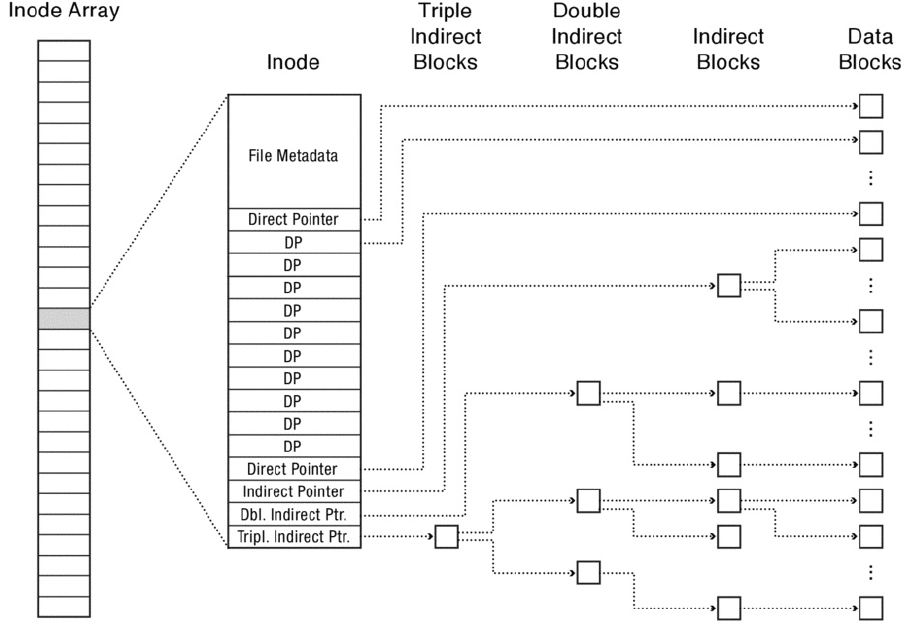 Inode Array
Inode
Triple
Indirect
Blocks
Double
Indirect
Blocks
Indirect
Blocks
Data
Blocks
File Metadata
Direct Pointer
DP
DP
DP
DP
DP
DP
DP
DP
DP
DP
Direct Pointer
Indirect Pointer
Dbl. Indirect Ptr.
Tripl. Indirect Ptr.